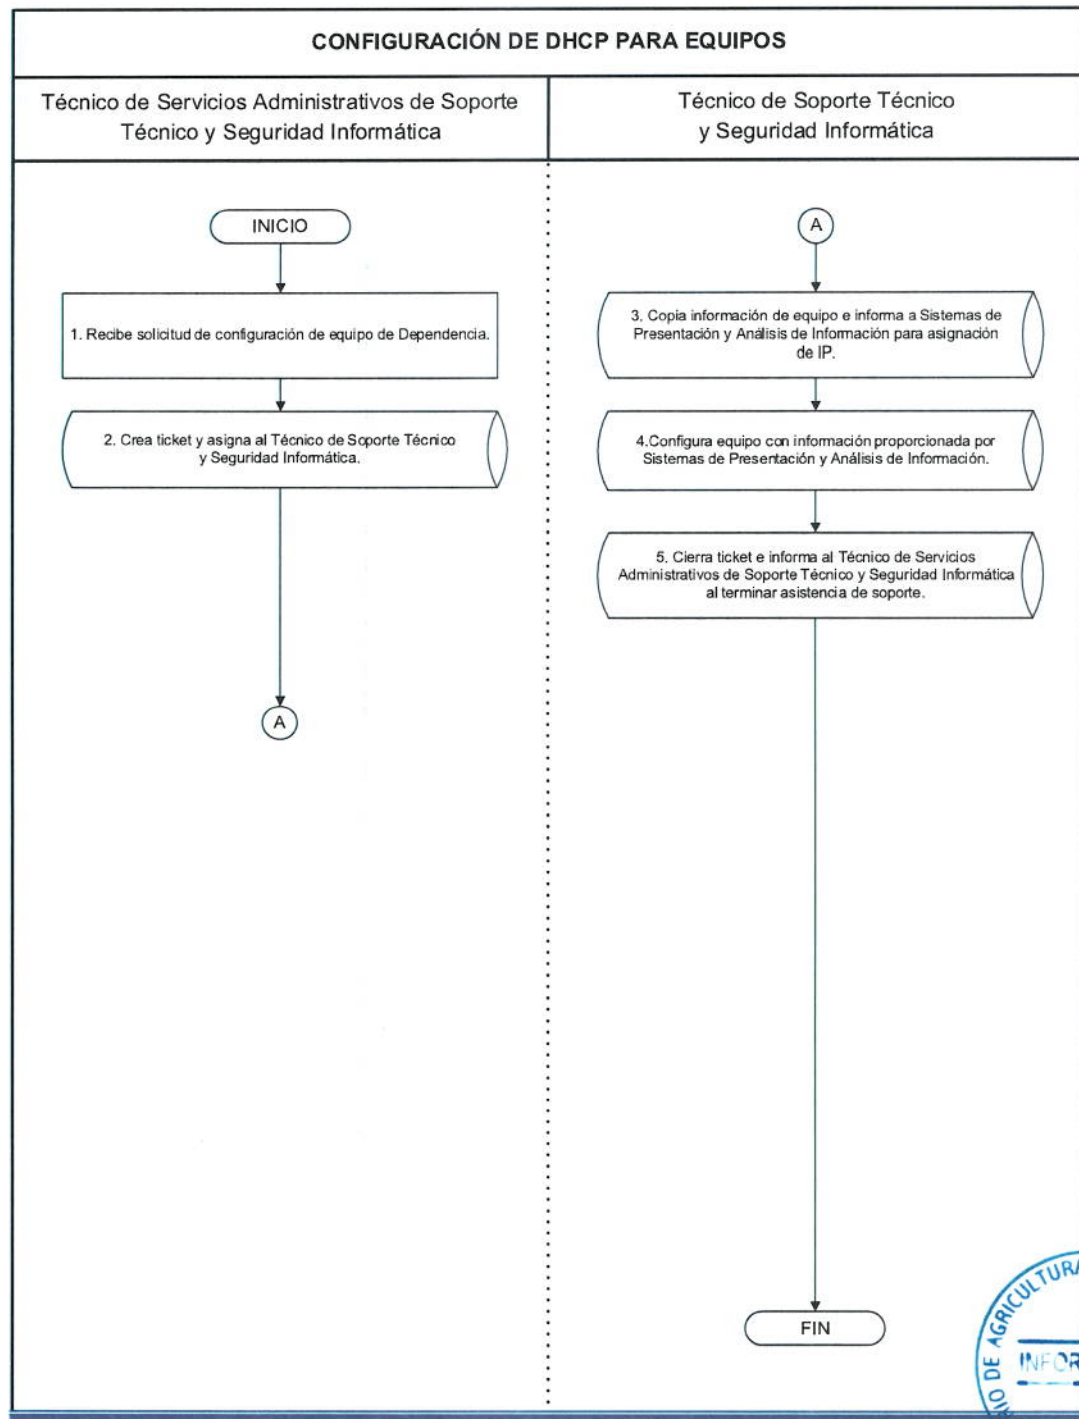 CONFIGURACIÓN DE DHCP PARA EQUIPOS
Técnico de Servicios Administrativos de Soporte
Técnico y Seguridad Informática
Técnico de Soporte Técnico
y Seguridad Informática
INICIO
1. Recibe solicitud de configuración de equipo de Dependencia.
2. Crea ticket y asigna al Técnico de Soporte Técnico
y Seguridad Informática.
A
A
3. Copia información de equipo e informa a Sistemas de
Presentación y Análisis de Información para asignación
de IP.
4.Configura equipo con información proporcionada por
Sistemas de Presentación y Análisis de Información.
5. Cierra ticket e informa al Técnico de Servicios
Administrativos de Soporte Técnico y Seguridad Informática
al terminar asistencia de soporte.
FIN
DE AGRICULTURA